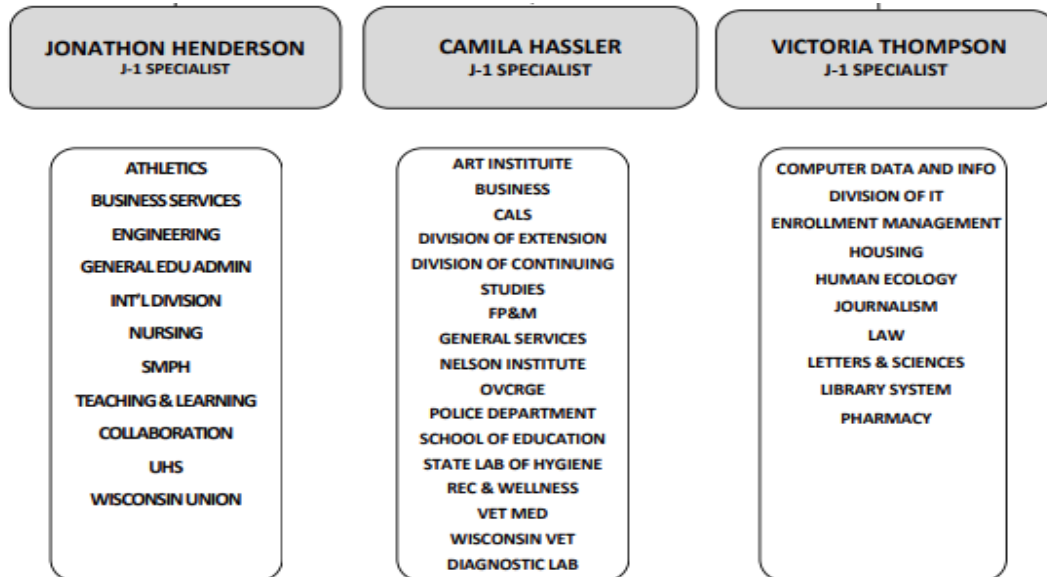 JONATHON HENDERSON
J-1 SPECIALIST
ATHLETICS
BUSINESS SERVICES
ENGINEERING
GENERAL EDU ADMIN
INT'L DIVISION
NURSING
SMPH
TEACHING & LEARNING
COLLABORATION
UHS
WISCONSIN UNION
CAMILA HASSLER
J-1 SPECIALIST
ART INSTITUITE
BUSINESS
CALS
DIVISION OF EXTENSION
DIVISION OF CONTINUING
STUDIES
FP&M
GENERAL SERVICES
NELSON INSTITUTE
OVCRGE
POLICE DEPARTMENT
SCHOOL OF EDUCATION
STATE LAB OF HYGIENE
REC & WELLNESS
VET MED
WISCONSIN VET
DIAGNOSTIC LAB
VICTORIA THOMPSON
J-1 SPECIALIST
COMPUTER DATA AND INFO
DIVISION OF IT
ENROLLMENT MANAGEMENT
HOUSING
HUMAN ECOLOGY
JOURNALISM
LAW
LETTERS & SCIENCES
LIBRARY SYSTEM
PHARMACY